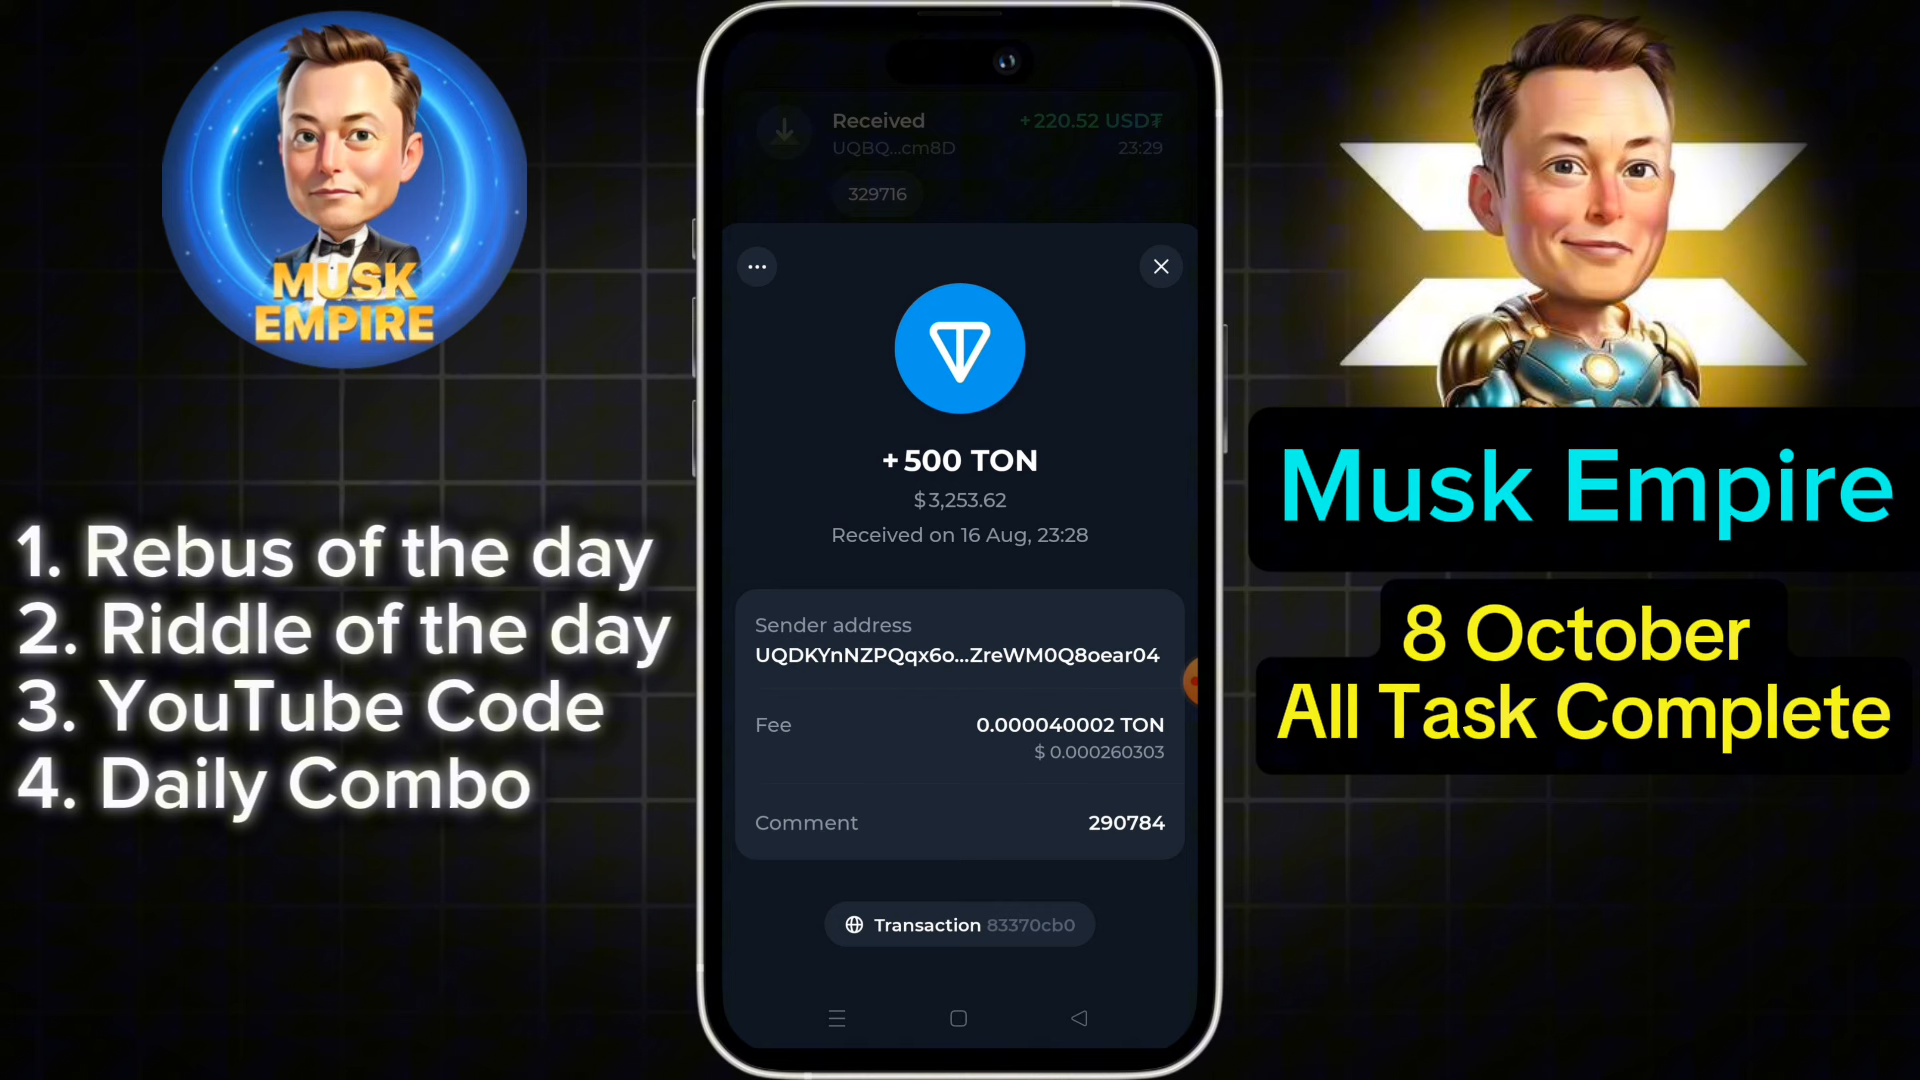 MUSK
EMPIRE
1. Rebus of the day
2. Riddle of the day
3. YouTube Code
4. Daily Combo
Received +220.52 USD₮
UQBQ...cm8D 23:29
329716
+500 TON
$3,253.62
Received on 16 Aug, 23:28
Sender address
UQDKYnNZPQqx6o...ZreWM0Q8oear04
Fee 0.000040002 TON
$ 0.000260303
Comment 290784
Transaction 83370cb0
Musk Empire
8 October
All Task Complete